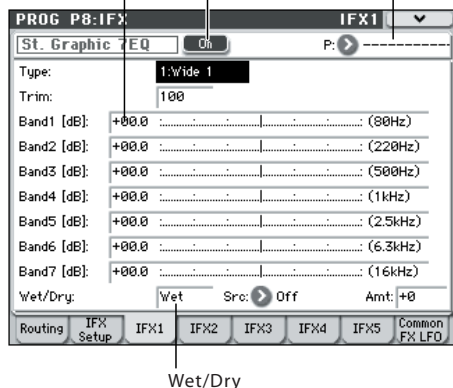 PROG P8:IFX IFX1
St. Graphic 7EQ On P: ------------
Type: 1:Wide 1
Trim: 100
Band1 [dB]: +00.0 (80Hz)
Band2 [dB]: +00.0 (220Hz)
Band3 [dB]: +00.0 (500Hz)
Band4 [dB]: +00.0 (1kHz)
Band5 [dB]: +00.0 (2.5kHz)
Band6 [dB]: +00.0 (6.3kHz)
Band7 [dB]: +00.0 (16kHz)
Wet/Dry: Wet Src: Off Amt: +0
Routing IFX Setup IFX1 IFX2 IFX3 IFX4 IFX5 Common FX LFO
Wet/Dry